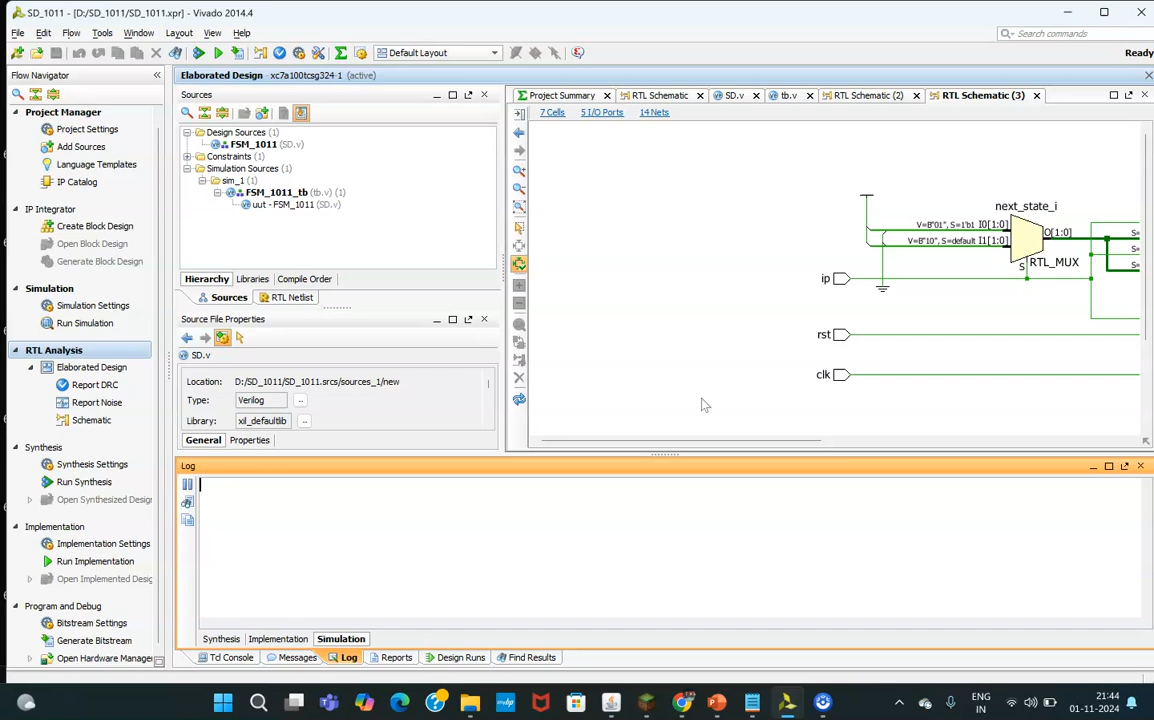 SD_1011 - [D:/SD_1011/SD_1011.xpr] - Vivado 2014.4
File Edit Flow Tools Window Layout View Help
Search commands
Default Layout
Ready
Flow Navigator
Elaborated Design - xc7a100tcsg324-1 (active)
Project Manager
Project Settings
Add Sources
Language Templates
IP Catalog
IP Integrator
Create Block Design
Open Block Design
Generate Block Design
Simulation
Simulation Settings
Run Simulation
RTL Analysis
Elaborated Design
Report DRC
Report Noise
Schematic
Synthesis
Synthesis Settings
Run Synthesis
Open Synthesized Design
Implementation
Implementation Settings
Run Implementation
Open Implemented Desig
Program and Debug
Bitstream Settings
Generate Bitstream
Open Hardware Manage
Sources
Design Sources (1)
FSM_1011 (SD.v)
Constraints (1)
Simulation Sources (1)
sim_1 (1)
FSM_1011_tb (tb.v) (1)
uut - FSM_1011 (SD.v)
Hierarchy Libraries Compile Order
Sources RTL Netlist
Source File Properties
SD.v
Location: D:/SD_1011/SD_1011.srcs/sources_1/new
Type: Verilog
Library: xil_defaultlib
General Properties
Project Summary RTL Schematic SD.v tb.v RTL Schematic (2) RTL Schematic (3)
7 Cells 5 I/O Ports 14 Nets
next_state_i
V=B"01", S=1'b1 I0[1:0]
V=B"10", S=default I1[1:0]
O[1:0]
S=
S=
S=
S
RTL_MUX
ip
rst
clk
Log
Synthesis Implementation Simulation
Tcl Console Messages Log Reports Design Runs Find Results
ENG
IN
21:44
01-11-2024